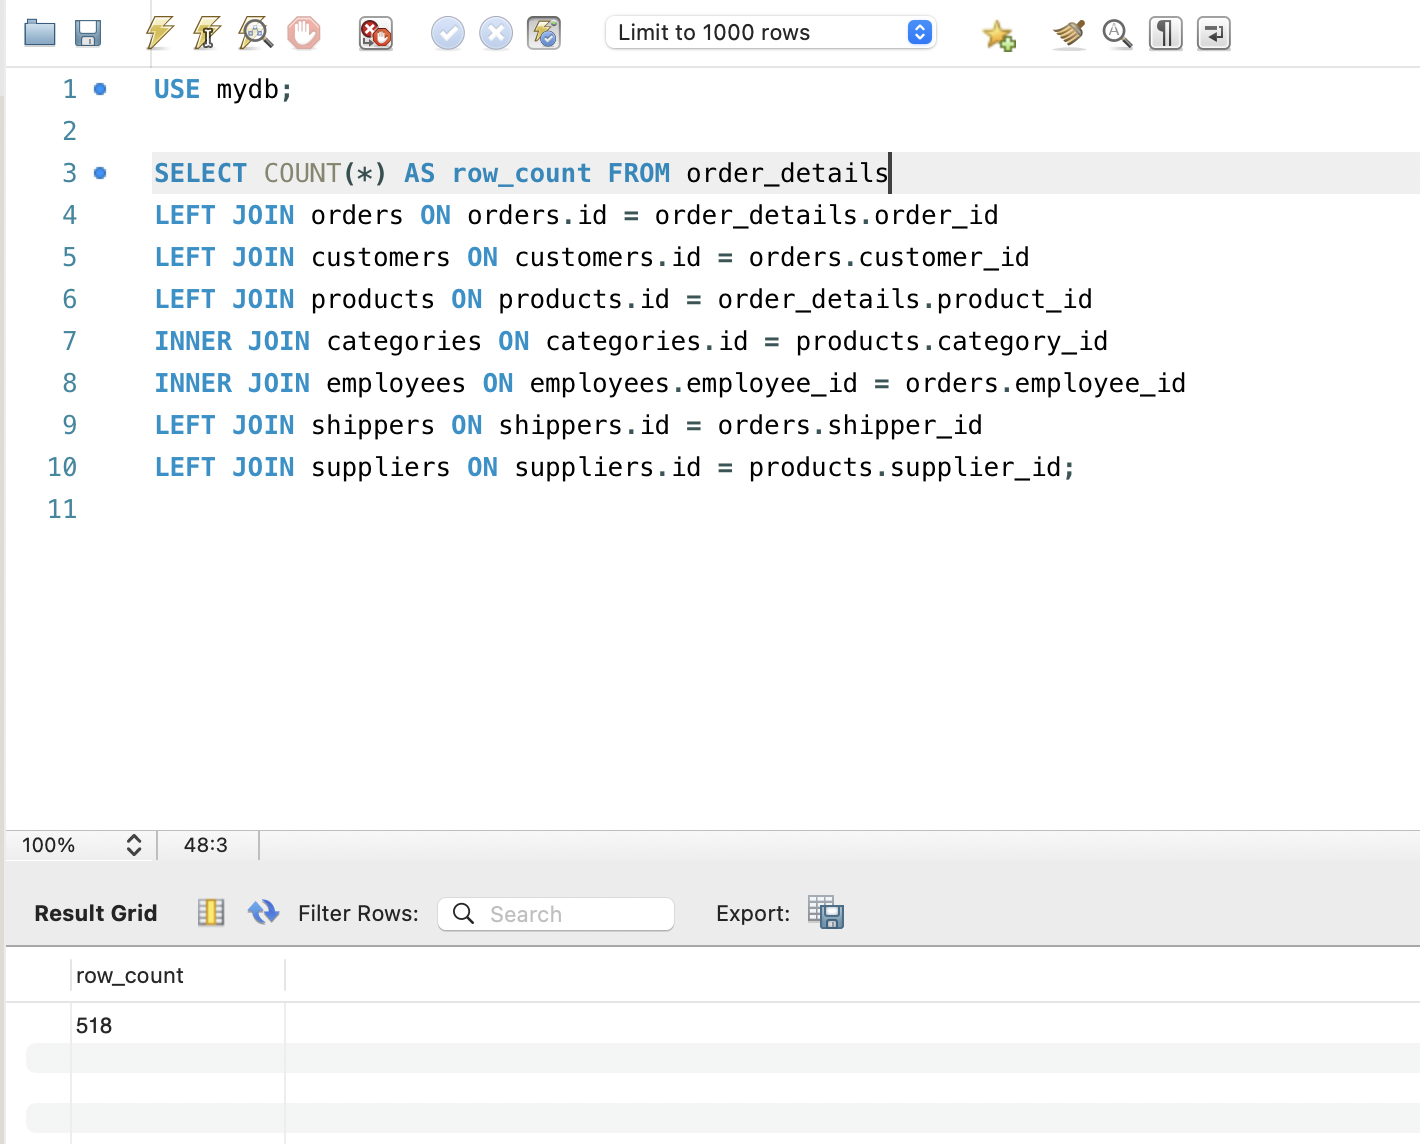 Limit to 1000 rows
1 USE mydb;
2
3 SELECT COUNT(*) AS row_count FROM order_details
4 LEFT JOIN orders ON orders.id = order_details.order_id
5 LEFT JOIN customers ON customers.id = orders.customer_id
6 LEFT JOIN products ON products.id = order_details.product_id
7 INNER JOIN categories ON categories.id = products.category_id
8 INNER JOIN employees ON employees.employee_id = orders.employee_id
9 LEFT JOIN shippers ON shippers.id = orders.shipper_id
10 LEFT JOIN suppliers ON suppliers.id = products.supplier_id;
11
100% 48:3
Result Grid Filter Rows: Search Export:
row_count
518